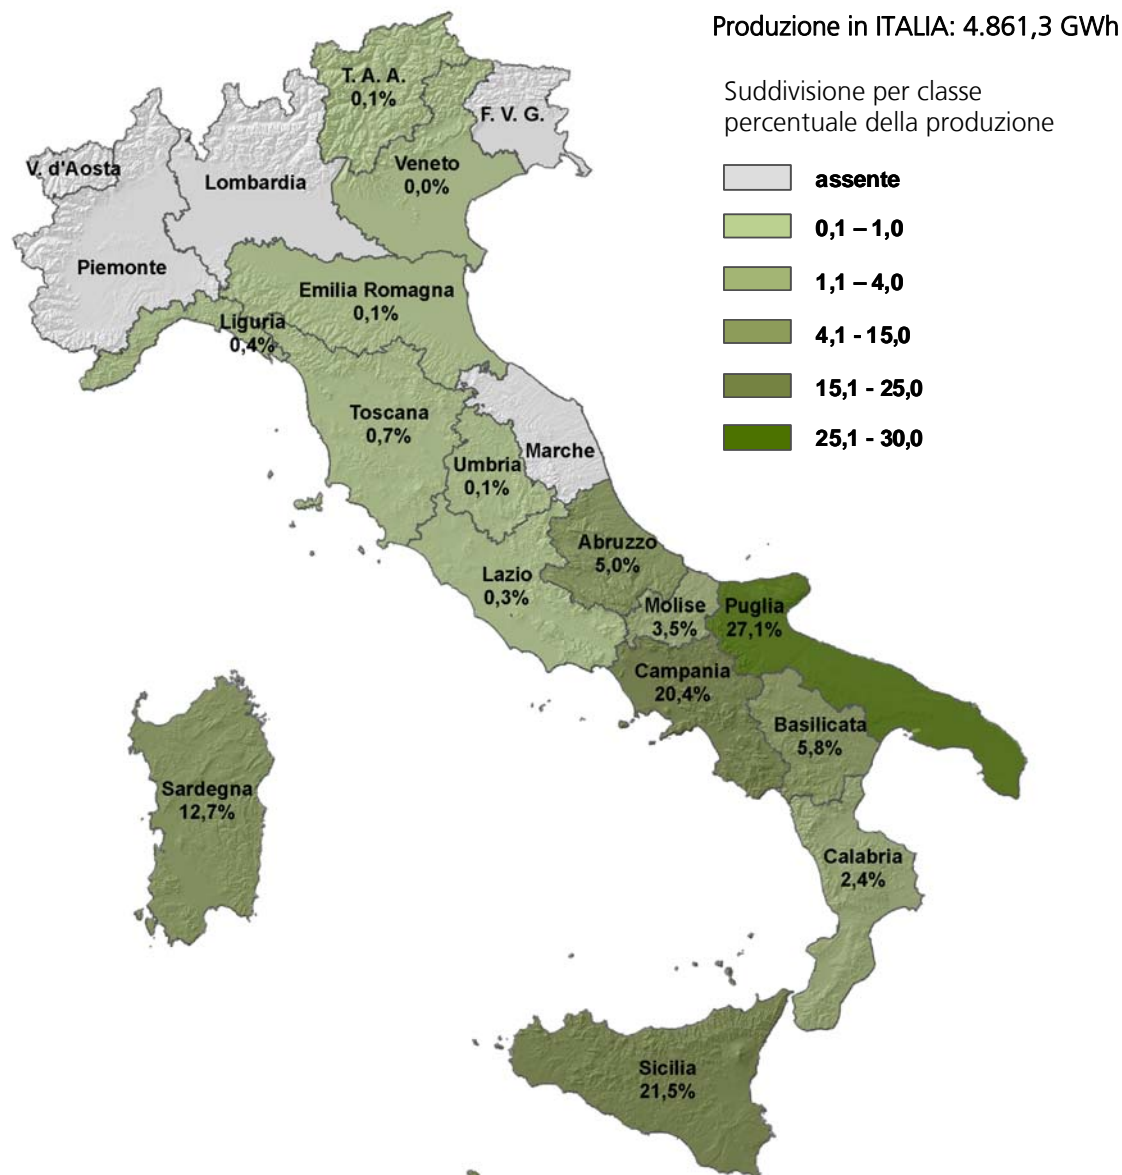 Produzione in ITALIA: 4.861,3 GWh
Suddivisione per classe
percentuale della produzione
assente
0,1 – 1,0
1,1 – 4,0
4,1 - 15,0
15,1 - 25,0
25,1 - 30,0
T. A. A.
0,1%
F. V. G.
V. d'Aosta
Lombardia
Veneto
0,0%
Piemonte
Emilia Romagna
0,1%
Liguria
0,4%
Toscana
0,7%
Umbria
0,1%
Marche
Abruzzo
5,0%
Lazio
0,3%
Molise
3,5%
Puglia
27,1%
Campania
20,4%
Basilicata
5,8%
Sardegna
12,7%
Calabria
2,4%
Sicilia
21,5%